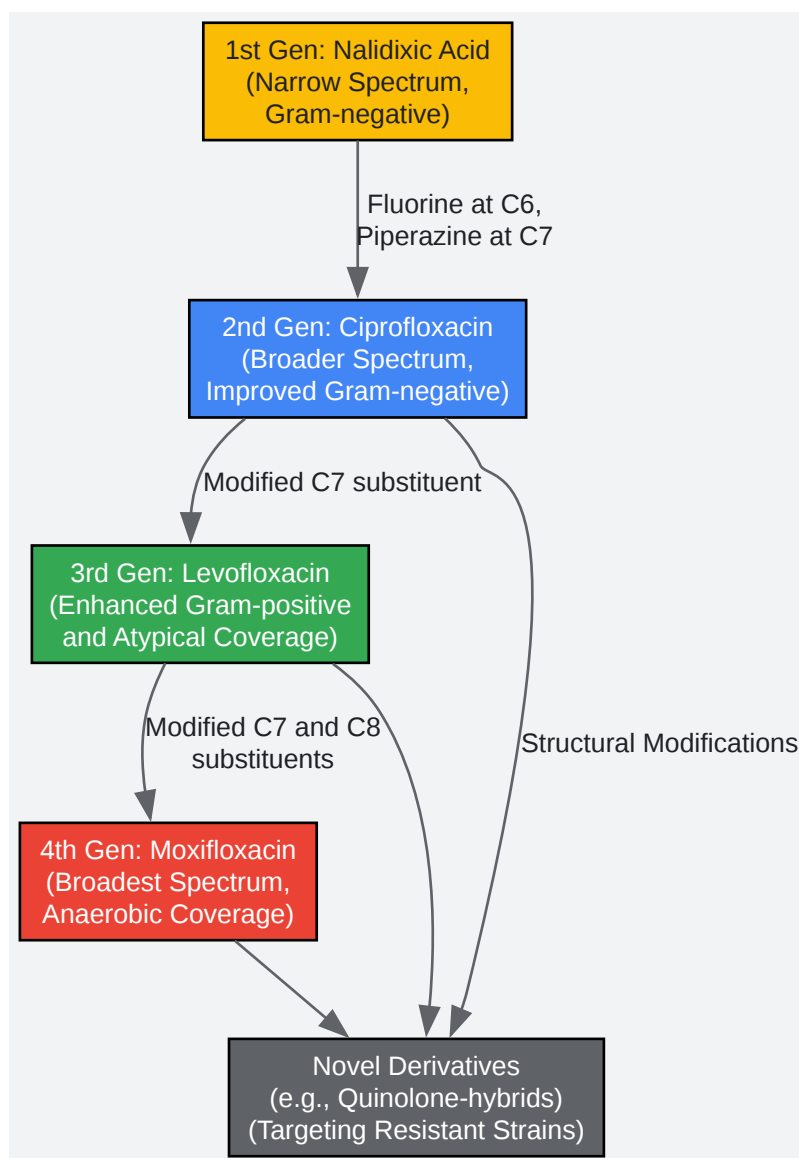 1st Gen: Nalidixic Acid
(Narrow Spectrum,
Gram-negative)
Fluorine at C6,
Piperazine at C7
2nd Gen: Ciprofloxacin
(Broader Spectrum,
Improved Gram-negative)
Modified C7 substituent
3rd Gen: Levofloxacin
(Enhanced Gram-positive
and Atypical Coverage)
Modified C7 and C8
substituents
Structural Modifications
4th Gen: Moxifloxacin
(Broadest Spectrum,
Anaerobic Coverage)
Novel Derivatives
(e.g., Quinolone-hybrids)
(Targeting Resistant Strains)